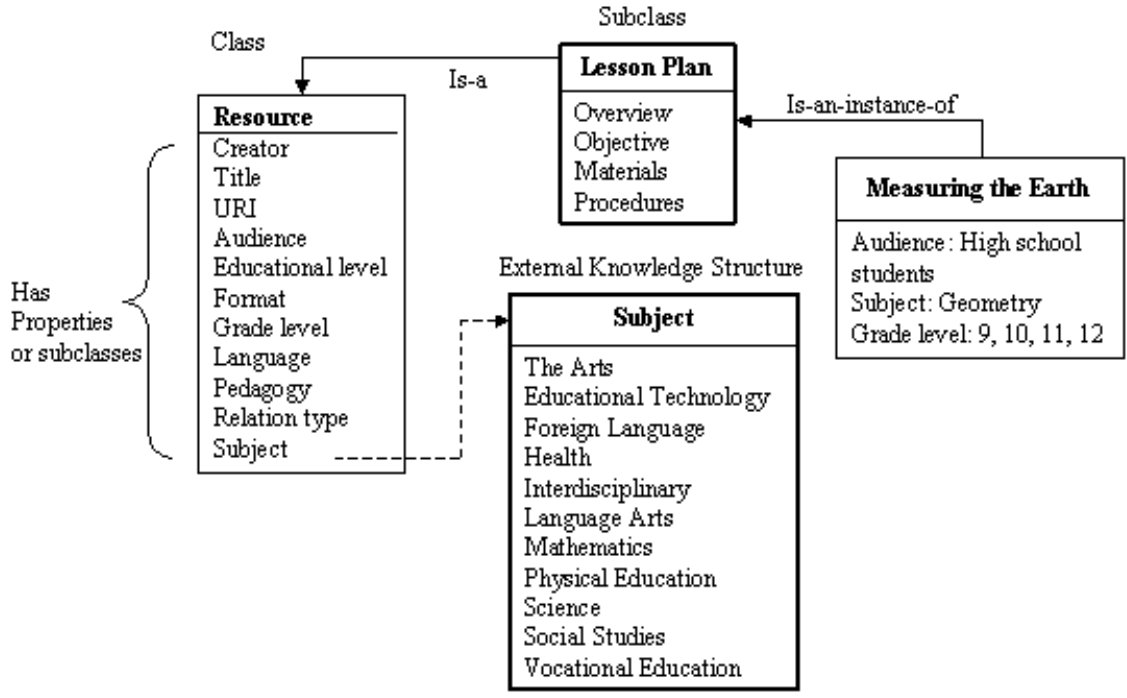 Subclass
Class
Lesson Plan
Is-a
Overview
Objective
Materials
Procedures
Is-an-instance-of
Resource
Creator
Title
URI
Audience
Educational level
Format
Grade level
Language
Pedagogy
Relation type
Subject
Has
Properties
or subclasses
Measuring the Earth
Audience: High school
students
Subject: Geometry
Grade level: 9, 10, 11, 12
External Knowledge Structure
Subject
The Arts
Educational Technology
Foreign Language
Health
Interdisciplinary
Language Arts
Mathematics
Physical Education
Science
Social Studies
Vocational Education